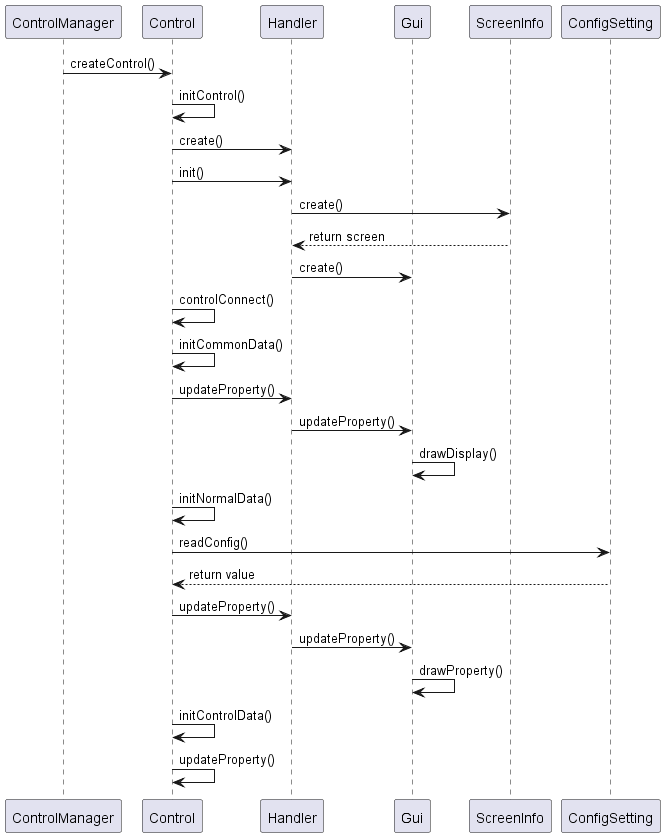 ControlManager Control Handler Gui ScreenInfo ConfigSetting
createControl()
initControl()
create()
init()
create()
return screen
create()
controlConnect()
initCommonData()
updateProperty()
updateProperty()
drawDisplay()
initNormalData()
readConfig()
return value
updateProperty()
updateProperty()
drawProperty()
initControlData()
updateProperty()
ControlManager Control Handler Gui ScreenInfo ConfigSetting